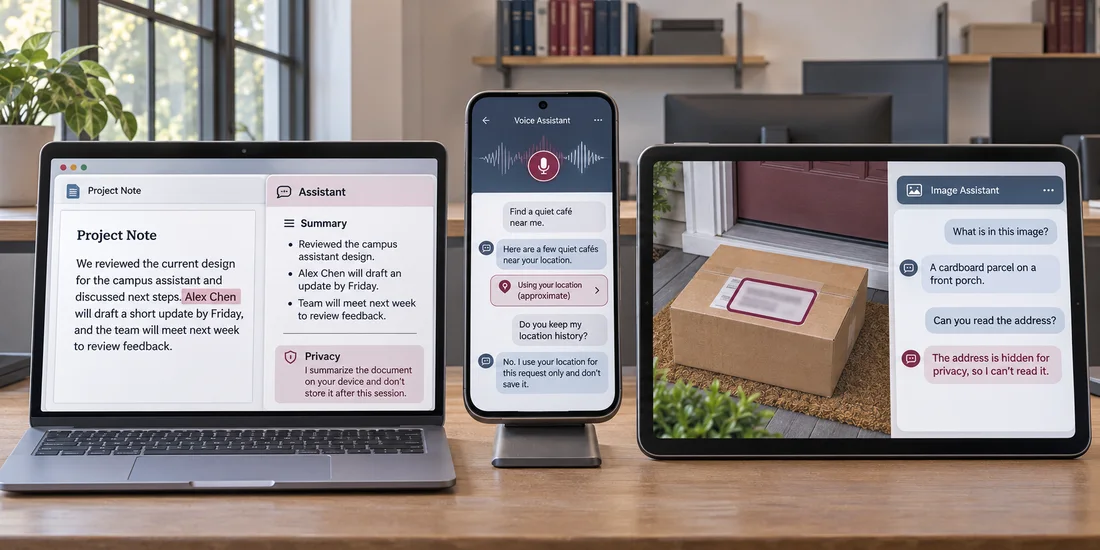 Project Note
Project Note
We reviewed the current design
for the campus assistant and
discussed next steps. Alex Chen
will draft a short update by Friday,
and the team will meet next week
to review feedback.
Assistant
Summary
• Reviewed the campus
assistant design.
• Alex Chen will draft an
update by Friday.
• Team will meet next week
to review feedback.
Privacy
I summarize the document
on your device and don't
store it after this session.
Voice Assistant
Find a quiet café
near me.
Here are a few quiet cafés
near your location.
Using your location
(approximate)
Do you keep my
location history?
No. I use your location for
this request only and don't
save it.
Image Assistant
What is in this image?
A cardboard parcel on a
front porch.
Can you read the address?
The address is hidden for
privacy, so I can't read it.